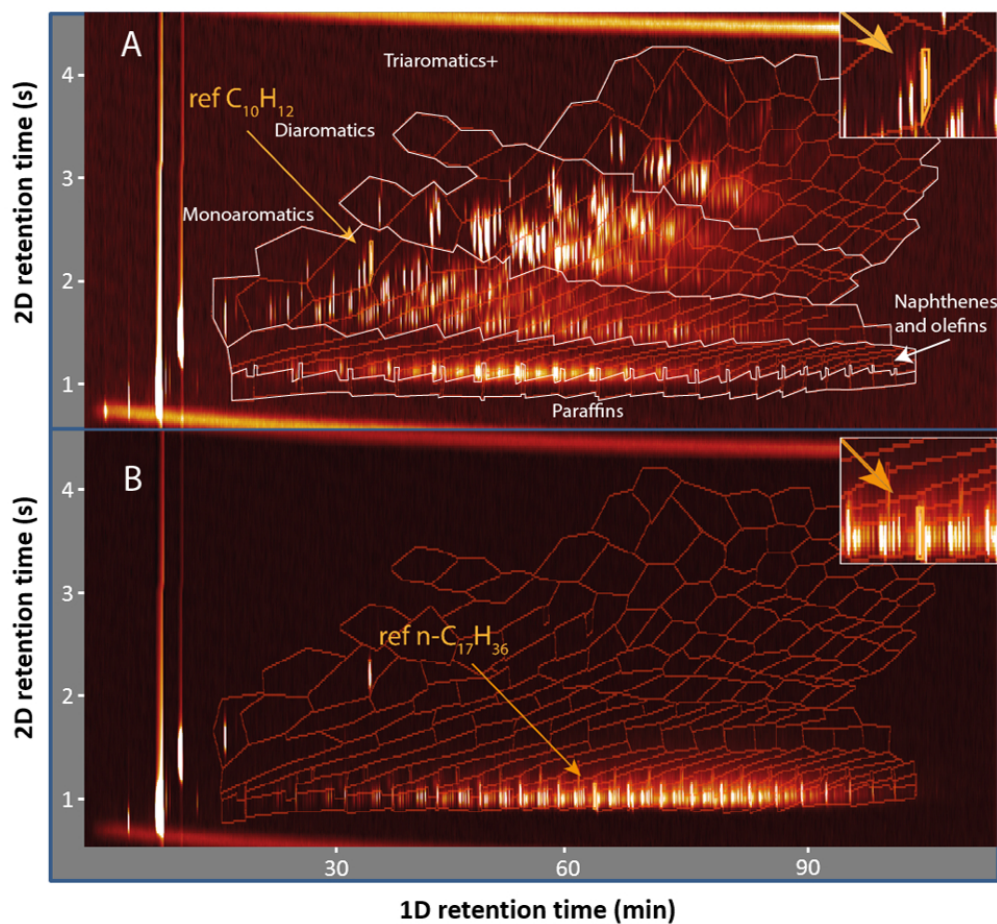 A
Triaromatics+
ref C₁₀H₁₂
Diaromatics
Monoaromatics
Naphthenes
and olefins
Paraffins
2D retention time (s)
4
3
2
1
B
ref n-C₁₇H₃₆
2D retention time (s)
4
3
2
1
30
60
90
1D retention time (min)